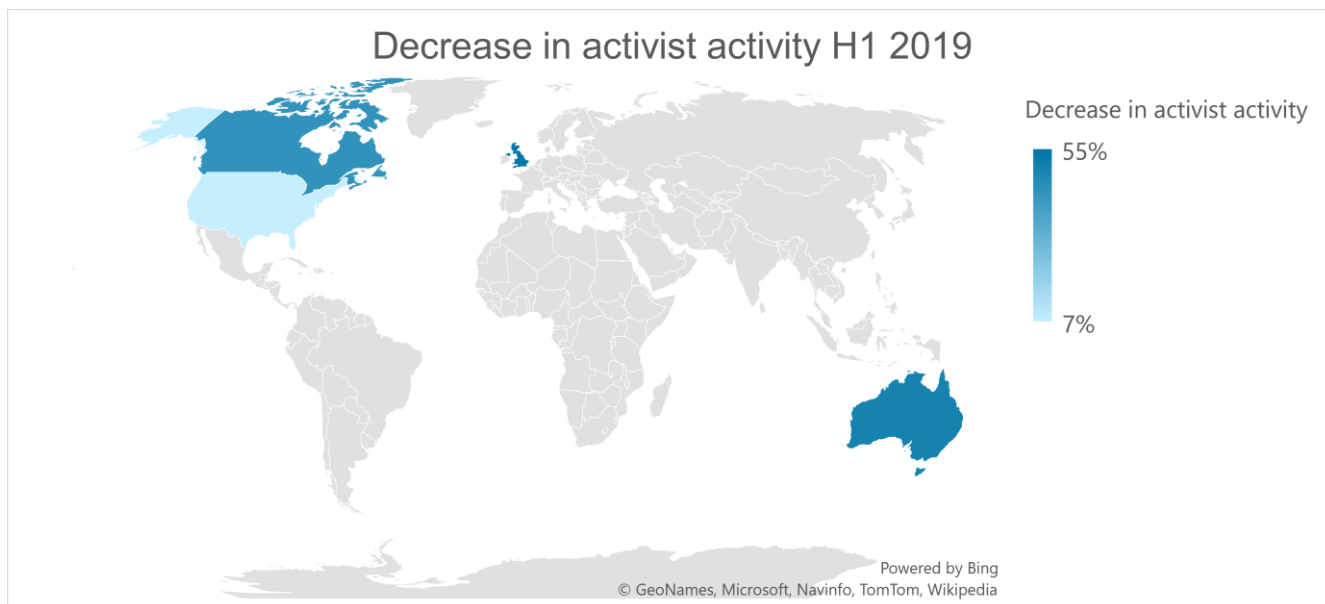 Decrease in activist activity H1 2019
Decrease in activist activity
55%
7%
Powered by Bing
© GeoNames, Microsoft, Navinfo, TomTom, Wikipedia